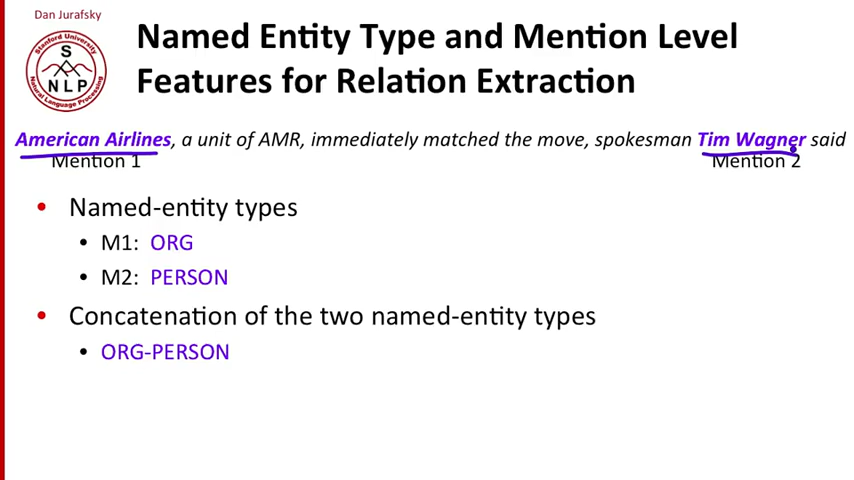 Dan Jurafsky
Stanford University
S
NLP
Natural Language Processing
Named Entity Type and Mention Level
Features for Relation Extraction
American Airlines, a unit of AMR, immediately matched the move, spokesman Tim Wagner said
Mention 1 Mention 2
• Named-entity types
• M1: ORG
• M2: PERSON
• Concatenation of the two named-entity types
• ORG-PERSON